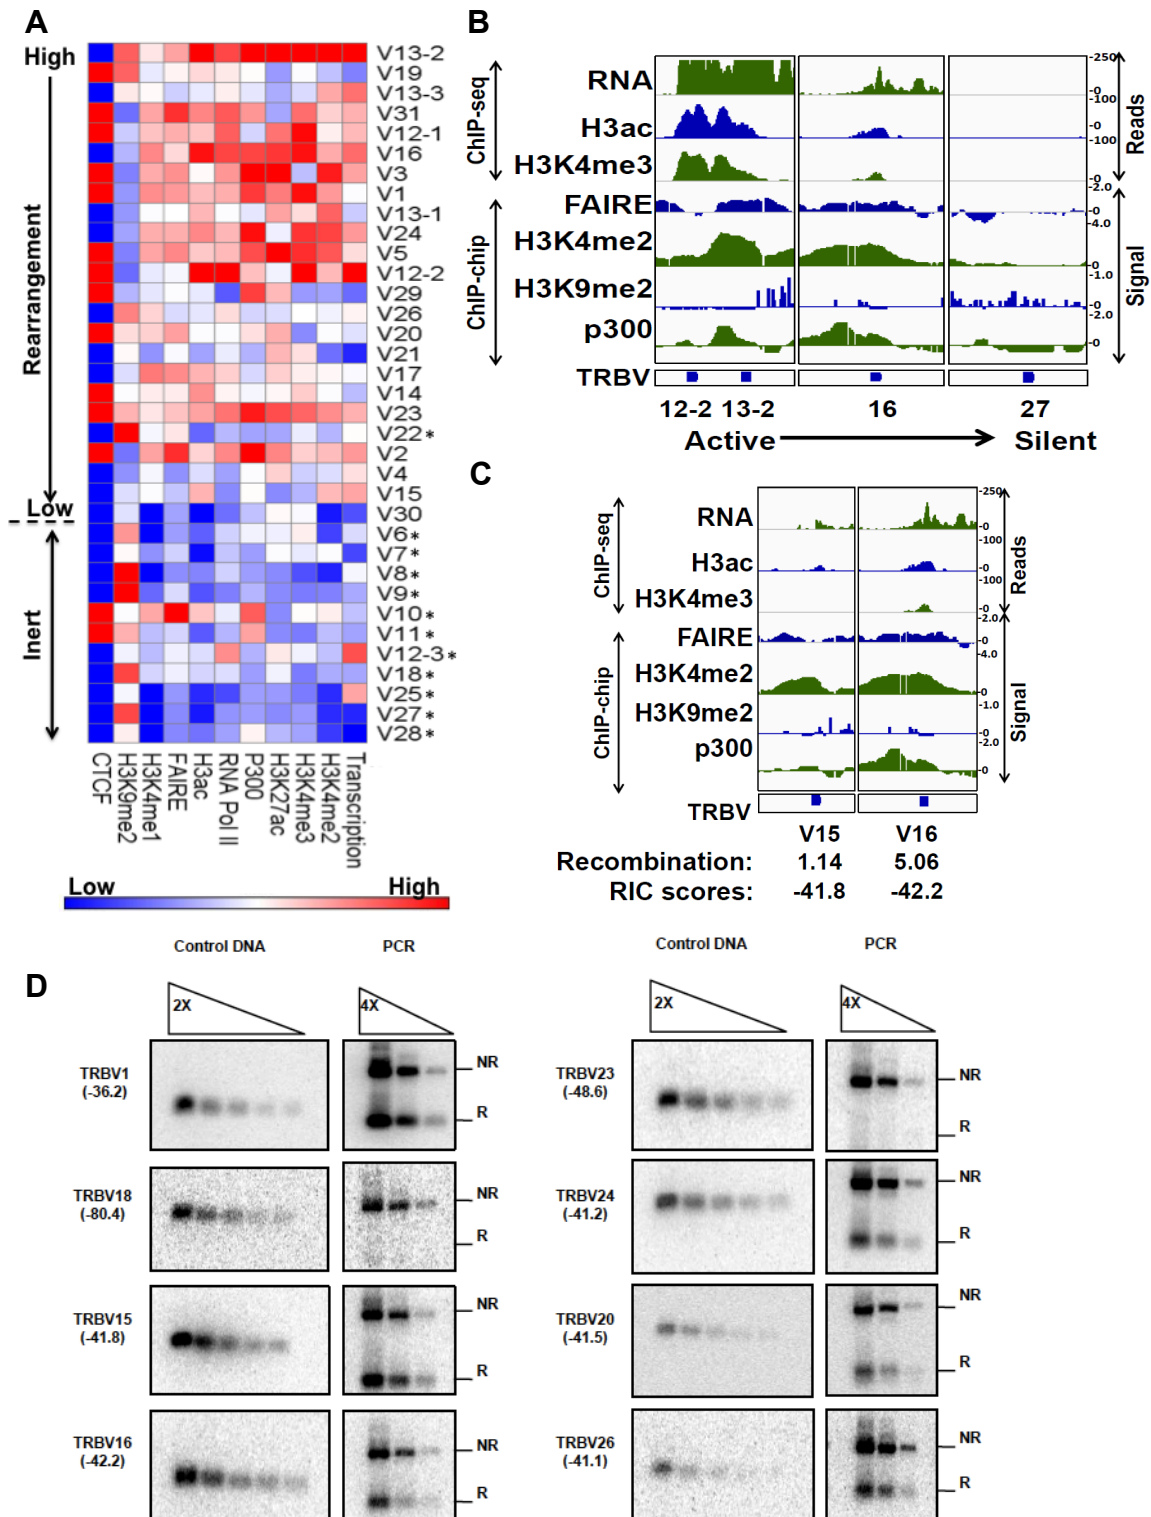 A
High
Rearrangement
Low
Inert
V13-2
V19
V13-3
V31
V12-1
V16
V3
V1
V13-1
V24
V5
V12-2
V29
V26
V20
V21
V17
V14
V23
V22*
V2
V4
V15
V30
V6*
V7*
V8*
V9*
V10*
V11*
V12-3*
V18*
V25*
V27*
V28*
CTCF
H3K9me2
H3K4me1
FAIRE
H3ac
RNA Pol II
P300
H3K27ac
H3K4me3
H3K4me2
Transcription
Low High
B
ChIP-seq
ChIP-chip
RNA
H3ac
H3K4me3
FAIRE
H3K4me2
H3K9me2
p300
TRBV
-250
-0
-100
-0
-100
-0
-2.0
-0
-4.0
-0
-1.0
-0
-2.0
-0
Reads
Signal
12-2 13-2 16 27
Active Silent
C
ChIP-seq
ChIP-chip
RNA
H3ac
H3K4me3
FAIRE
H3K4me2
H3K9me2
p300
TRBV
-250
-0
-100
-0
-100
-0
-2.0
-0
-4.0
-0
-1.0
-0
-2.0
-0
Reads
Signal
V15 V16
Recombination: 1.14 5.06
RIC scores: -41.8 -42.2
D
Control DNA PCR
2X 4X
TRBV1
(-36.2)
NR
R
TRBV18
(-80.4)
NR
R
TRBV15
(-41.8)
NR
R
TRBV16
(-42.2)
NR
R
Control DNA PCR
2X 4X
TRBV23
(-48.6)
NR
R
TRBV24
(-41.2)
NR
R
TRBV20
(-41.5)
NR
R
TRBV26
(-41.1)
NR
R